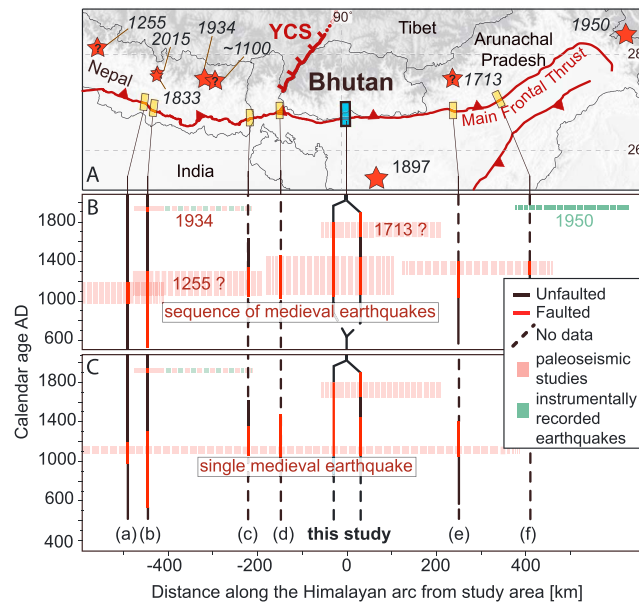 1255
2015
1934
~1100
1833
YCS
90°
Tibet
1950
28
Arunachal
Pradesh
Nepal
?
?
Bhutan
?
1713
Main Frontal Thrust
India
1897
26
A
B
1800
1400
1000
600
1934
1713 ?
1950
1255 ?
sequence of medieval earthquakes
Unfaulted
Faulted
No data
paleoseismic
studies
instrumentally
recorded
earthquakes
Calendar age AD
C
1800
1400
1000
600
400
single medieval earthquake
(a)
(b)
(c)
(d)
this study
(e)
(f)
-400
-200
0
200
400
Distance along the Himalayan arc from study area [km]